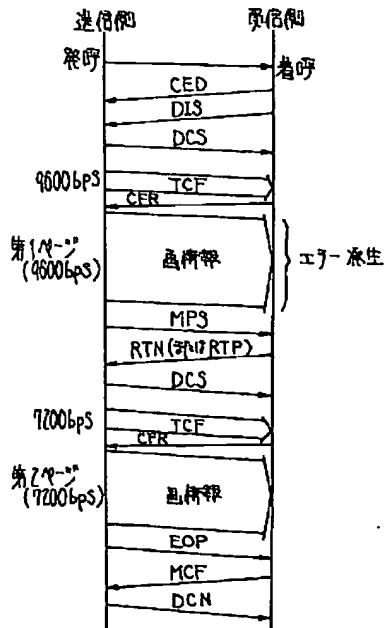 送信側 受信側
発呼
着呼
CED
DIS
DCS
9600bps
TCF
CFR
第1ページ
(9600bps)
画情報
エラー発生
MPS
RTN(またはRTP)
DCS
7200bps
TCF
CFR
第2ページ
(7200bps)
画情報
EOP
MCF
DCN